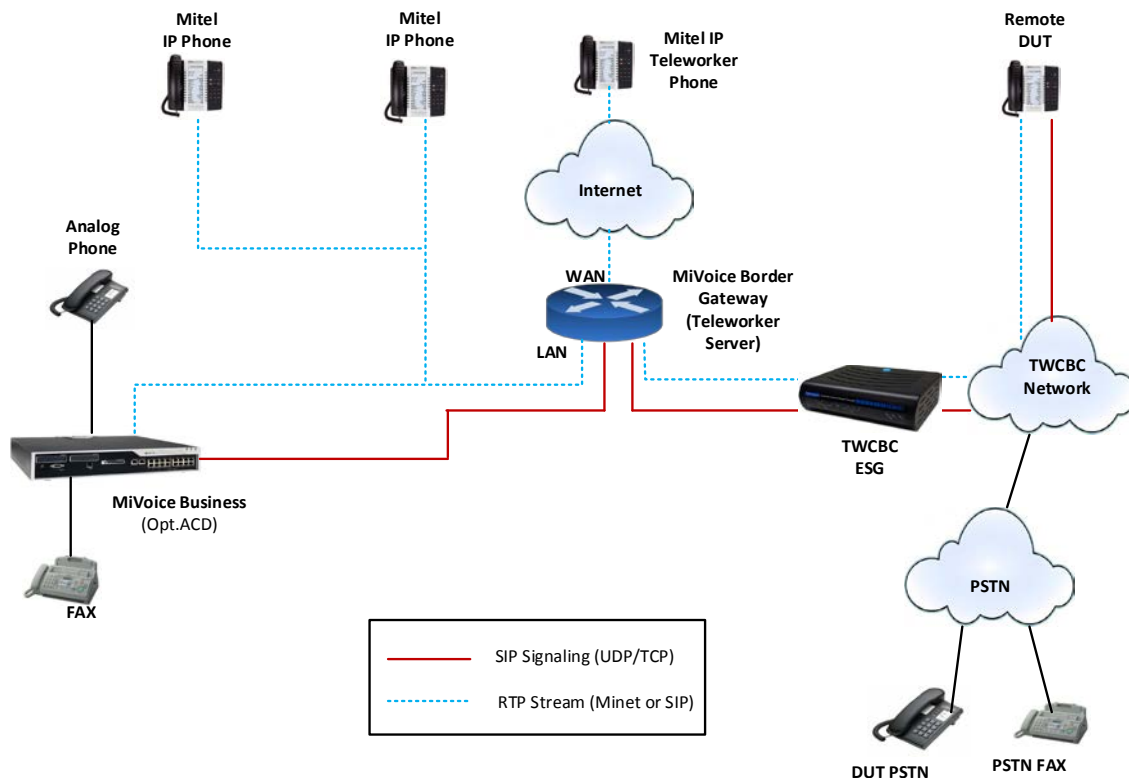 Mitel
IP Phone
Mitel
IP Phone
Mitel IP
Teleworker
Phone
Remote
DUT
Internet
Analog
Phone
WAN
MiVoice Border
Gateway
(Teleworker
Server)
LAN
TWCBC
Network
TWCBC
ESG
MiVoice Business
(Opt.ACD)
FAX
PSTN
SIP Signaling (UDP/TCP)
RTP Stream (Minet or SIP)
DUT PSTN
PSTN FAX